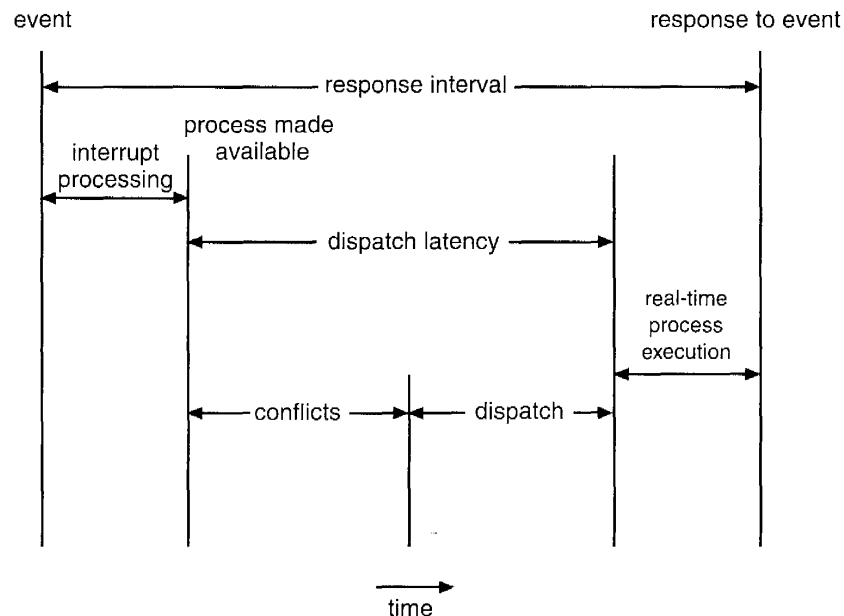 event
response to event
response interval
process made
available
interrupt
processing
dispatch latency
real-time
process
execution
conflicts
dispatch
time